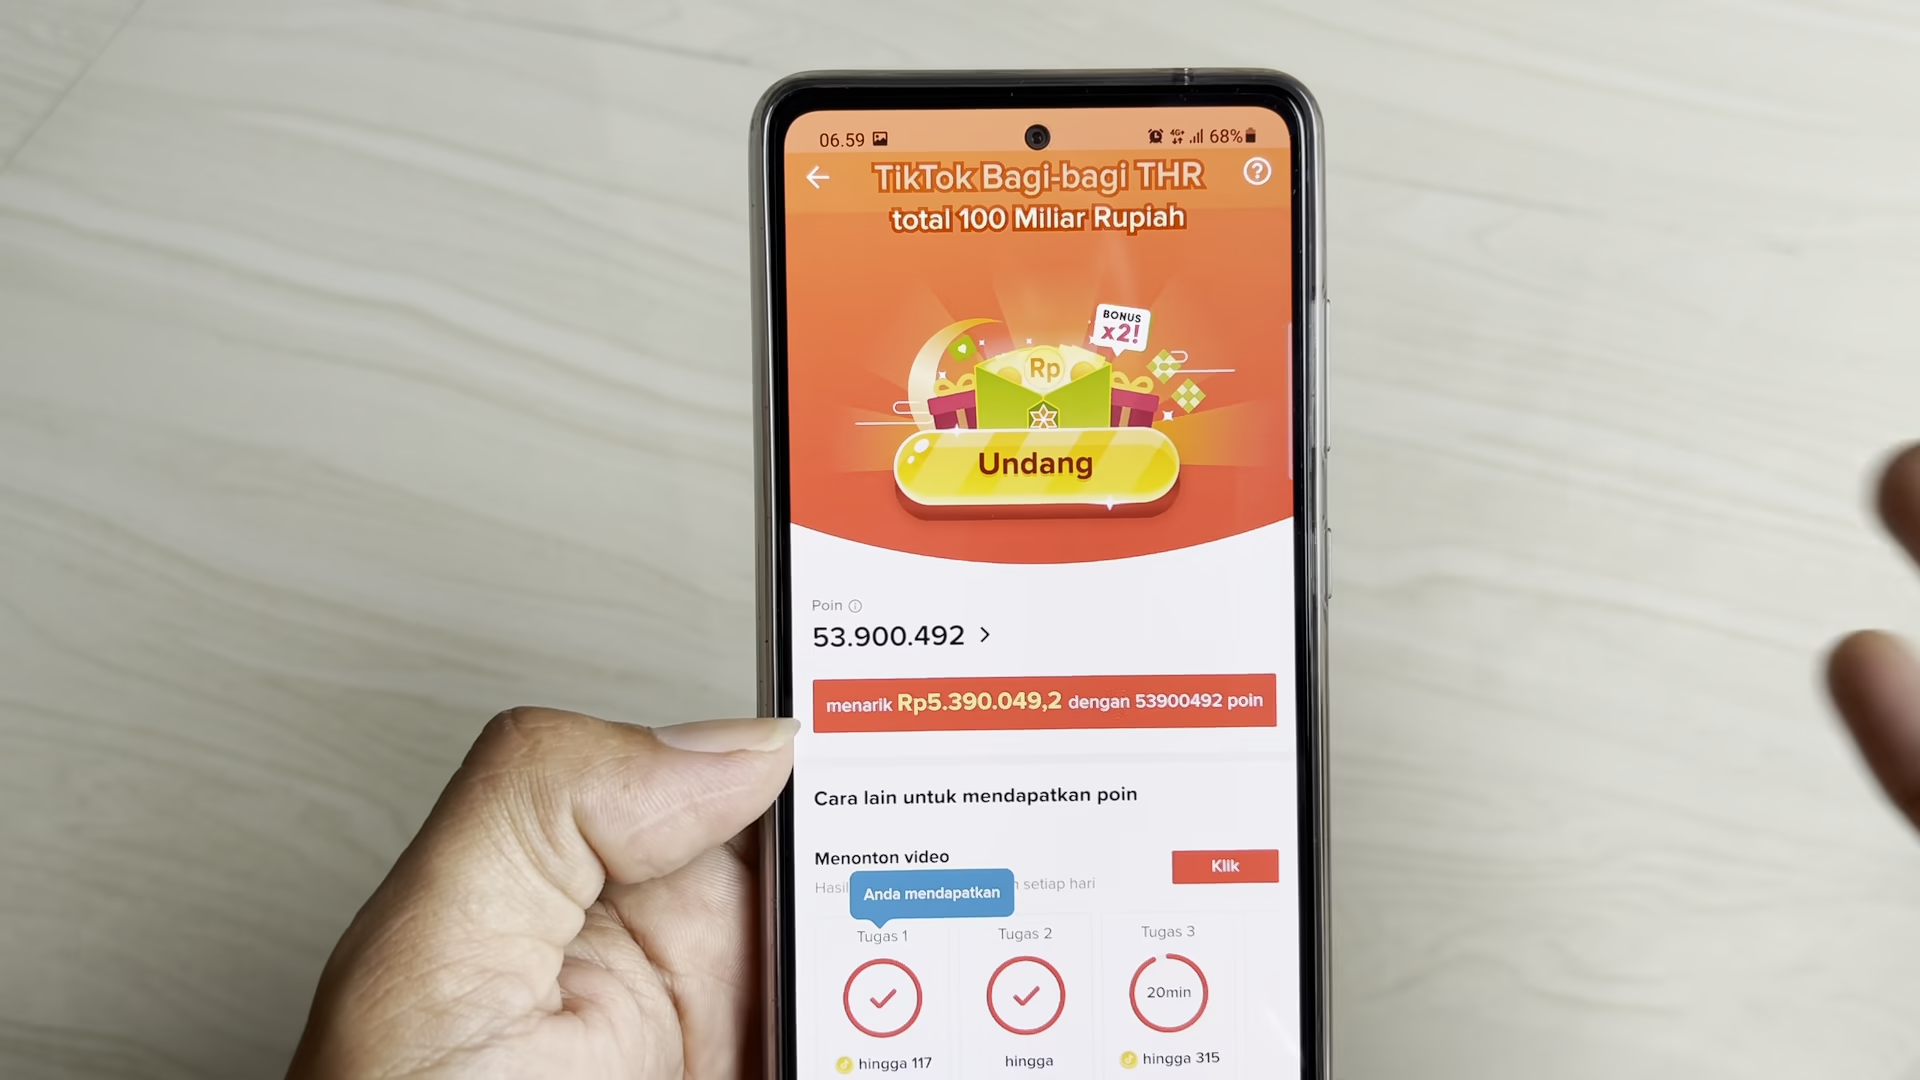 06.59 4G+ 68%
TikTok Bagi-bagi THR
total 100 Miliar Rupiah
BONUS
x2!
Rp
Undang
Poin
53.900.492 >
menarik Rp5.390.049,2 dengan 53900492 poin
Cara lain untuk mendapatkan poin
Menonton video
Klik
Hasil setiap hari
Anda mendapatkan
Tugas 1 Tugas 2 Tugas 3
20min
hingga 117 hingga hingga 315